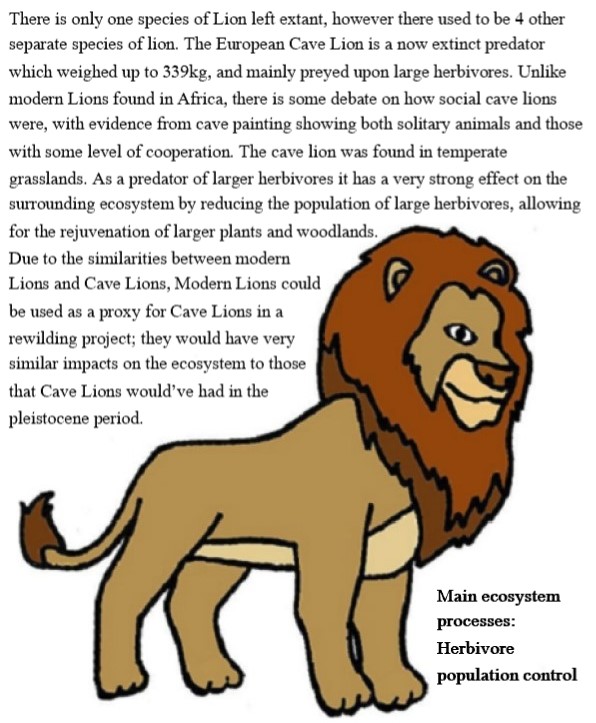 There is only one species of Lion left extant, however there used to be 4 other
separate species of lion. The European Cave Lion is a now extinct predator
which weighed up to 339kg, and mainly preyed upon large herbivores. Unlike
modern Lions found in Africa, there is some debate on how social cave lions
were, with evidence from cave painting showing both solitary animals and those
with some level of cooperation. The cave lion was found in temperate
grasslands. As a predator of larger herbivores it has a very strong effect on the
surrounding ecosystem by reducing the population of large herbivores, allowing
for the rejuvenation of larger plants and woodlands.
Due to the similarities between modern
Lions and Cave Lions, Modern Lions could
be used as a proxy for Cave Lions in a
rewilding project; they would have very
similar impacts on the ecosystem to those
that Cave Lions would've had in the
pleistocene period.
Main ecosystem
processes:
Herbivore
population control